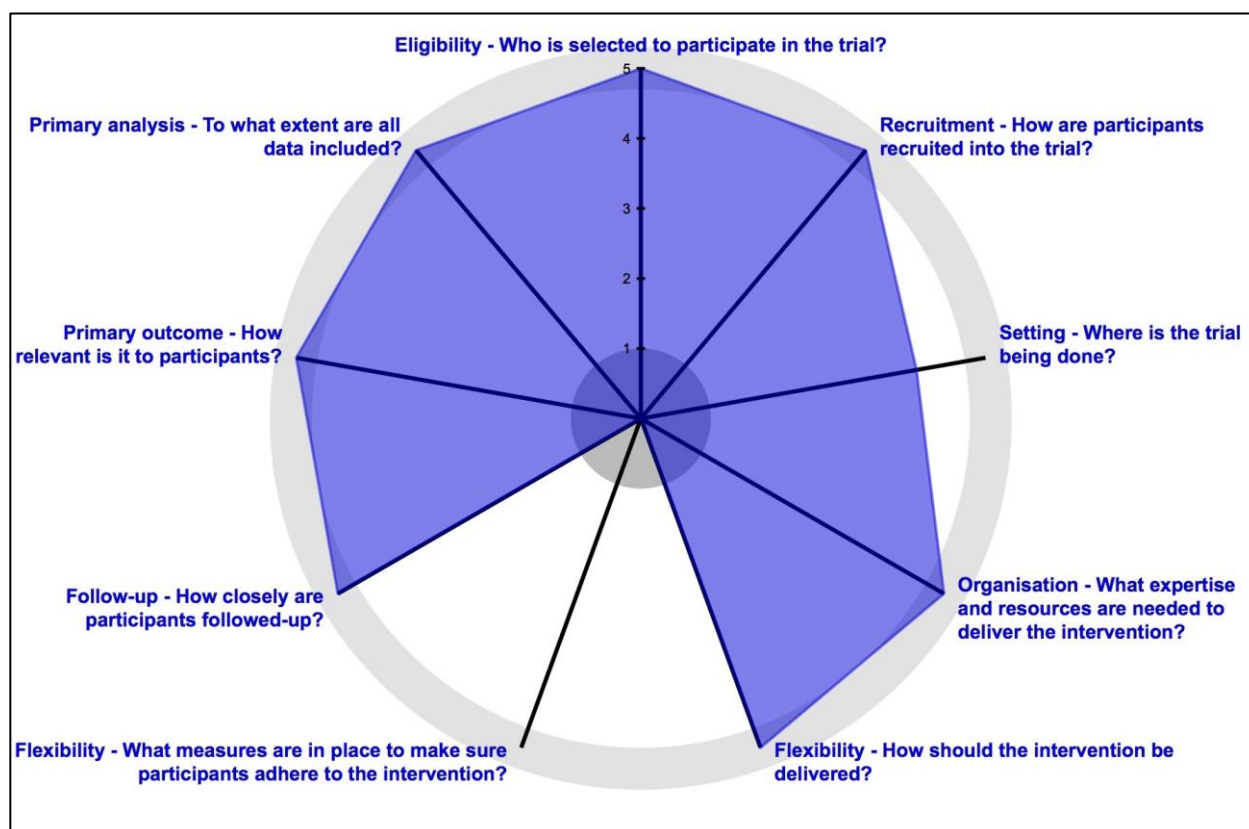 Eligibility - Who is selected to participate in the trial?
5
Primary analysis - To what extent are all
data included?
Recruitment - How are participants
recruited into the trial?
4
3
2
Primary outcome - How
relevant is it to participants?
Setting - Where is the trial
being done?
1
Follow-up - How closely are
participants followed-up?
Organisation - What expertise
and resources are needed to
deliver the intervention?
Flexibility - What measures are in place to make sure
participants adhere to the intervention?
Flexibility - How should the intervention be
delivered?